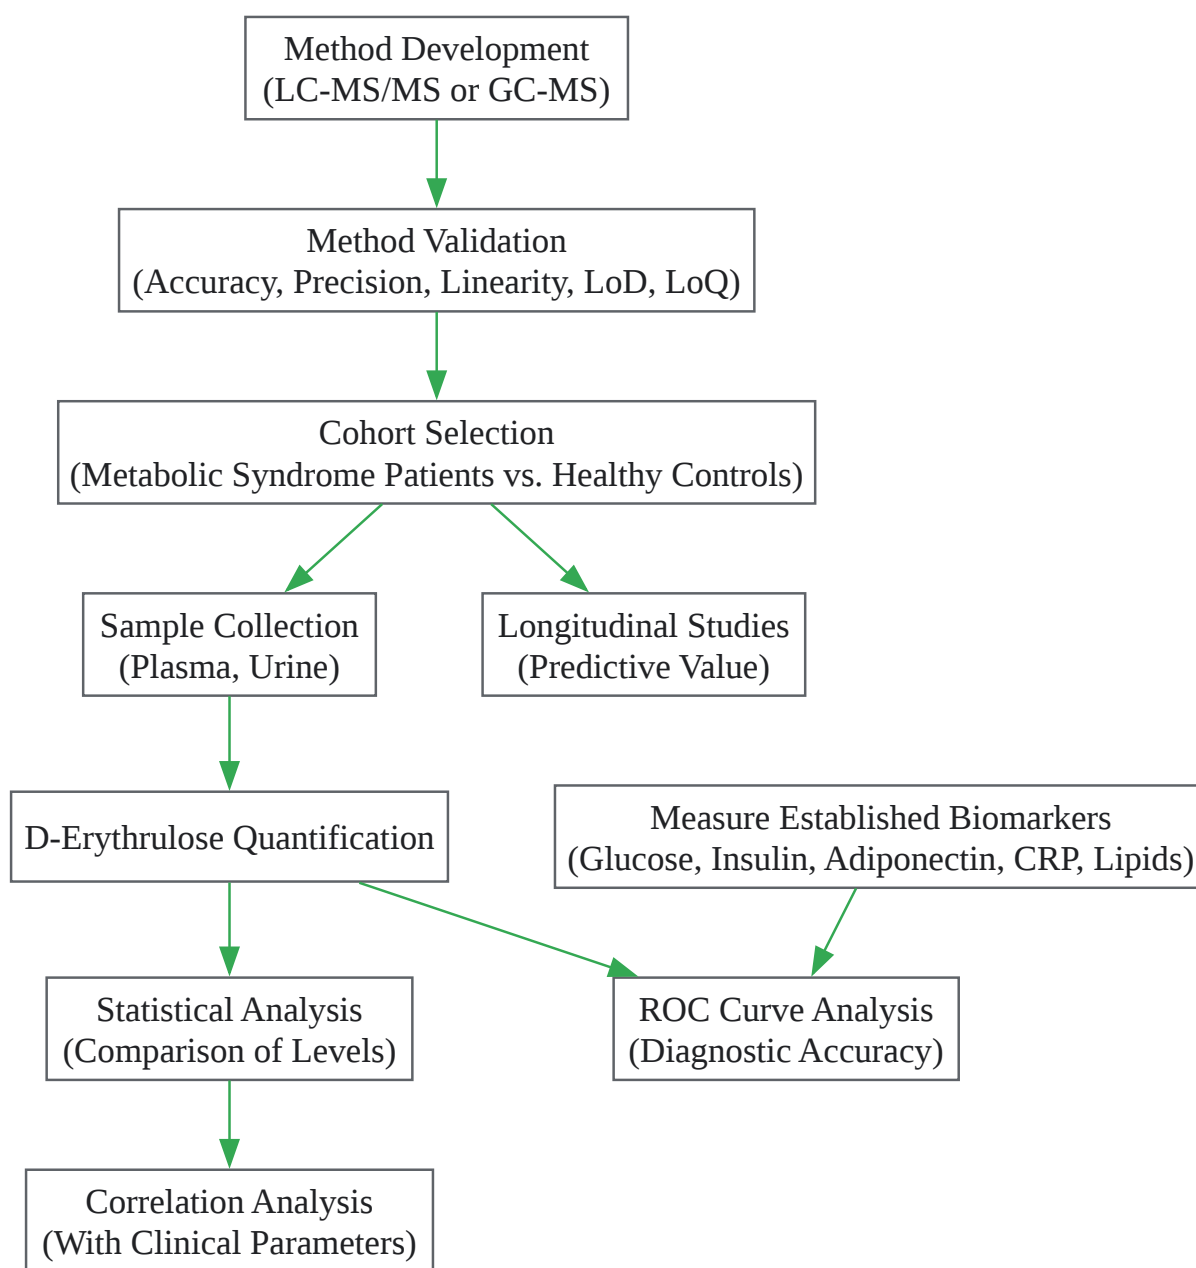 Method Development
(LC-MS/MS or GC-MS)
Method Validation
(Accuracy, Precision, Linearity, LoD, LoQ)
Cohort Selection
(Metabolic Syndrome Patients vs. Healthy Controls)
Sample Collection
(Plasma, Urine)
Longitudinal Studies
(Predictive Value)
D-Erythrulose Quantification
Measure Established Biomarkers
(Glucose, Insulin, Adiponectin, CRP, Lipids)
Statistical Analysis
(Comparison of Levels)
ROC Curve Analysis
(Diagnostic Accuracy)
Correlation Analysis
(With Clinical Parameters)